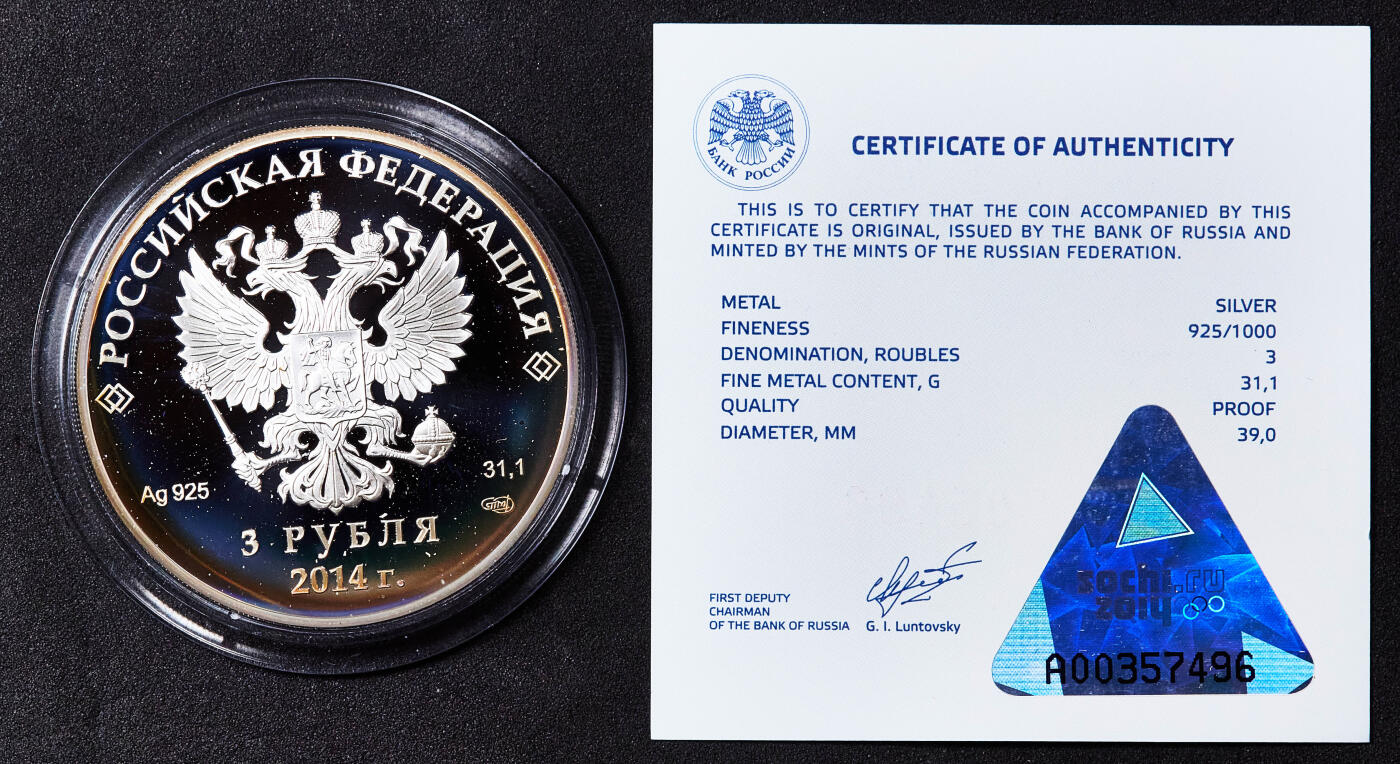 РОССИЙСКАЯ ФЕДЕРАЦИЯ
Ag 925
31,1
СПМД
3 РУБЛЯ
2014 г.
БАНК РОССИИ
CERTIFICATE OF AUTHENTICITY
THIS IS TO CERTIFY THAT THE COIN ACCOMPANIED BY THIS
CERTIFICATE IS ORIGINAL, ISSUED BY THE BANK OF RUSSIA AND
MINTED BY THE MINTS OF THE RUSSIAN FEDERATION.
METAL SILVER
FINENESS 925/1000
DENOMINATION, ROUBLES 3
FINE METAL CONTENT, G 31,1
QUALITY PROOF
DIAMETER, MM 39,0
FIRST DEPUTY
CHAIRMAN
OF THE BANK OF RUSSIA G. I. Luntovsky
sochi.ru
2014
A00357496